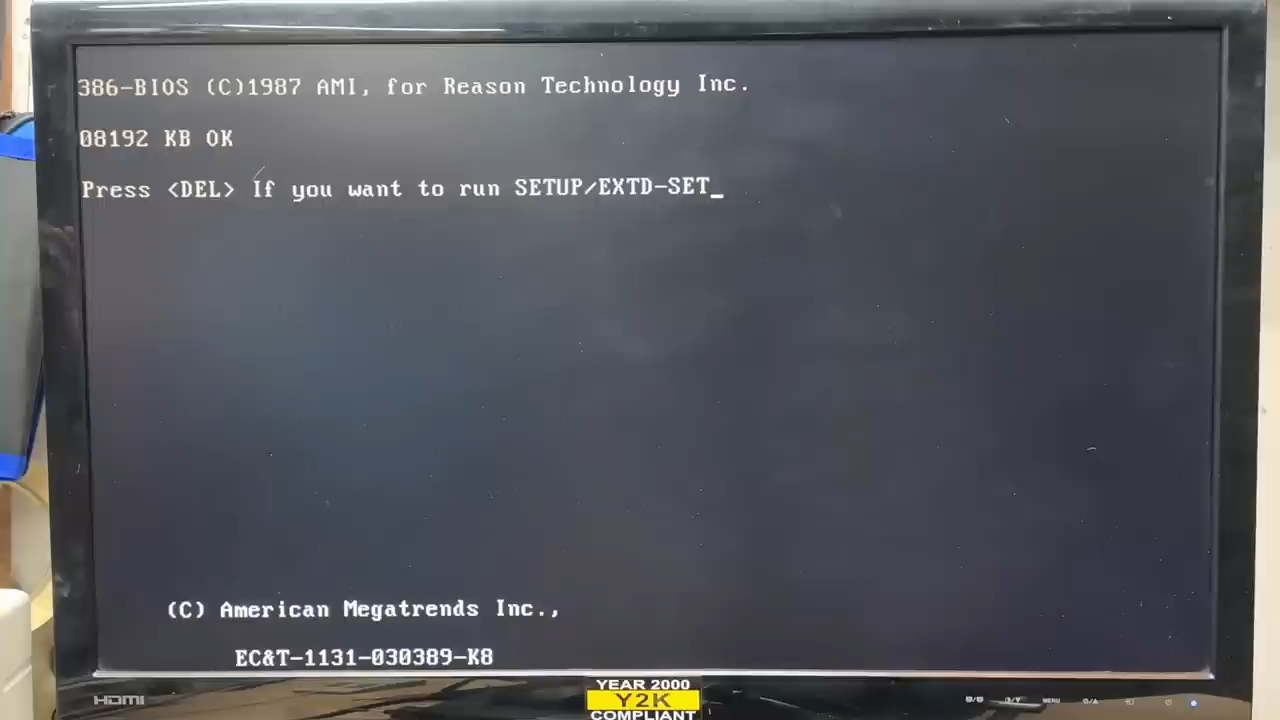 386-BIOS (C)1987 AMI, for Reason Technology Inc.
08192 KB OK
Press <DEL> If you want to run SETUP/EXTD-SET_
(C) American Megatrends Inc.,
EC&T-1131-030389-K8
HDMI
YEAR 2000
Y2K
COMPLIANT
MENU